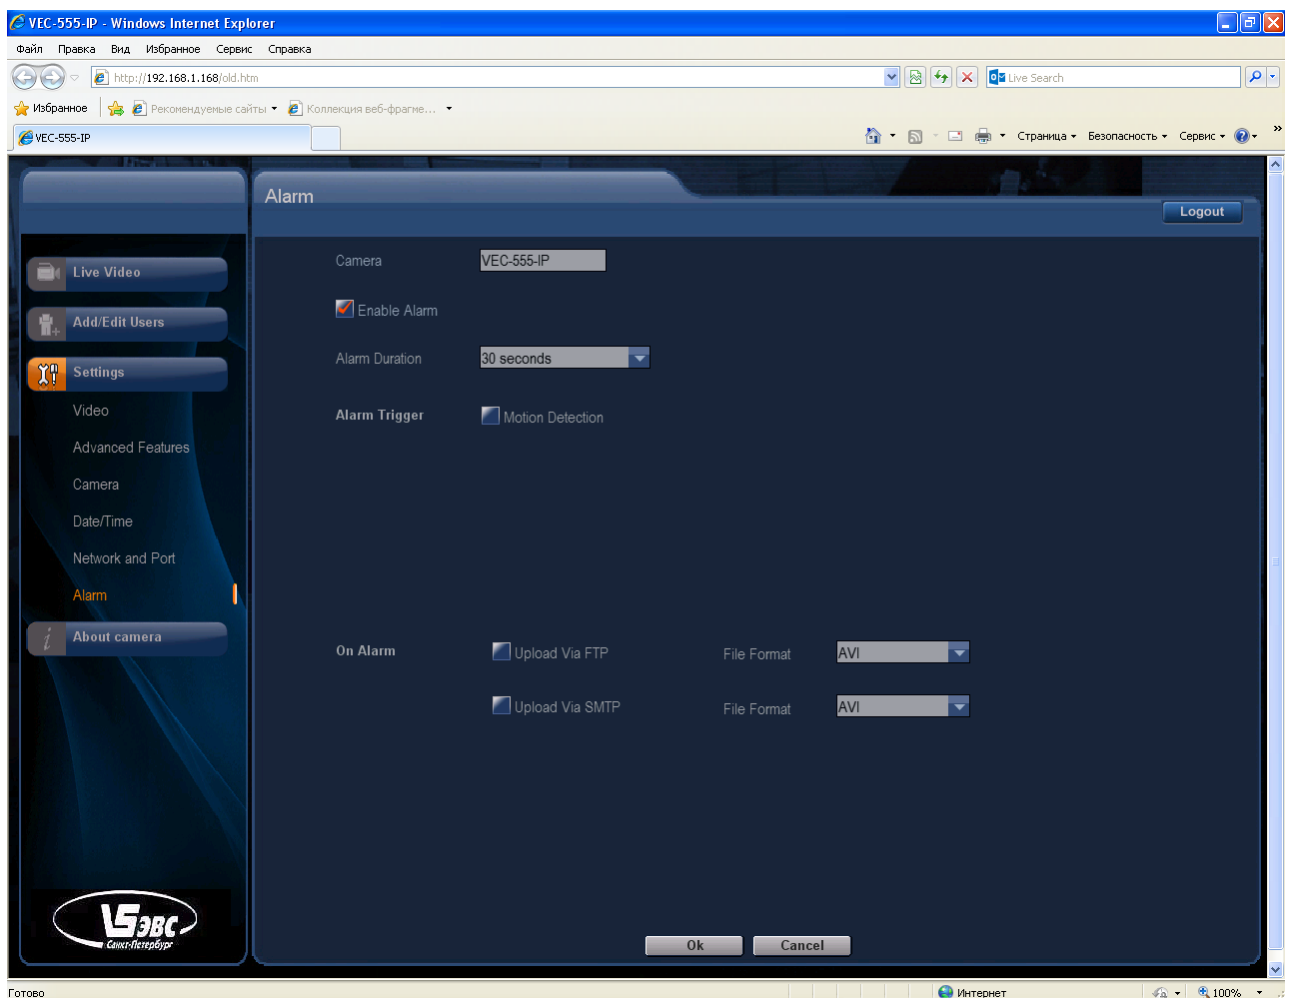 VEC-555-IP - Windows Internet Explorer
Файл Правка Вид Избранное Сервис Справка
http://192.168.1.168/old.htm
Live Search
Избранное Рекомендуемые сайты Коллекция веб-фрагме...
VEC-555-IP
Страница Безопасность Сервис »
Alarm
Logout
Camera VEC-555-IP
Live Video
Enable Alarm
Add/Edit Users
Alarm Duration 30 seconds
Settings
Alarm Trigger Motion Detection
Video
Advanced Features
Camera
Date/Time
Network and Port
Alarm
About camera
On Alarm Upload Via FTP File Format AVI
Upload Via SMTP File Format AVI
ЭВС
Санкт-Петербург
Ok Cancel
Готово Интернет 100%